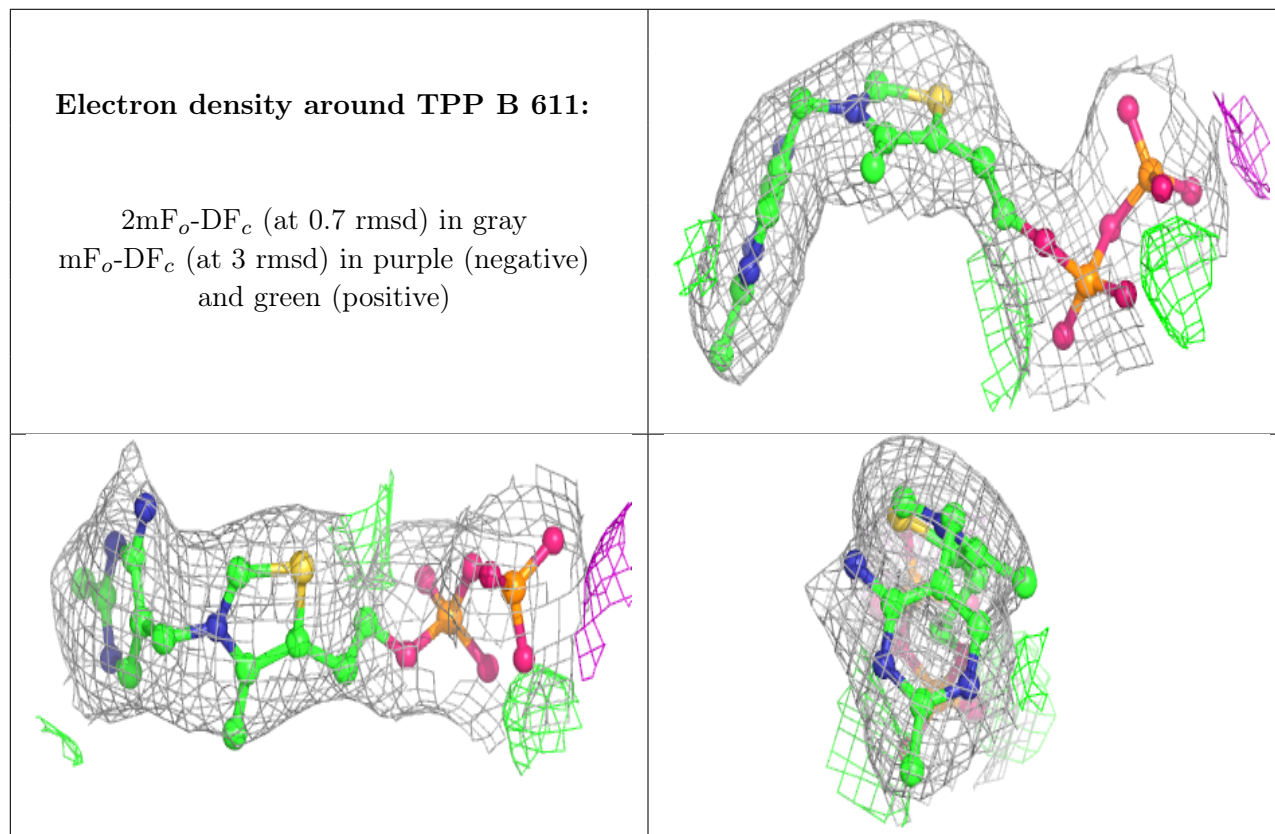 Electron density around TPP B 611:
2mFₒ-DF𝒸 (at 0.7 rmsd) in gray
mFₒ-DF𝒸 (at 3 rmsd) in purple (negative)
and green (positive)